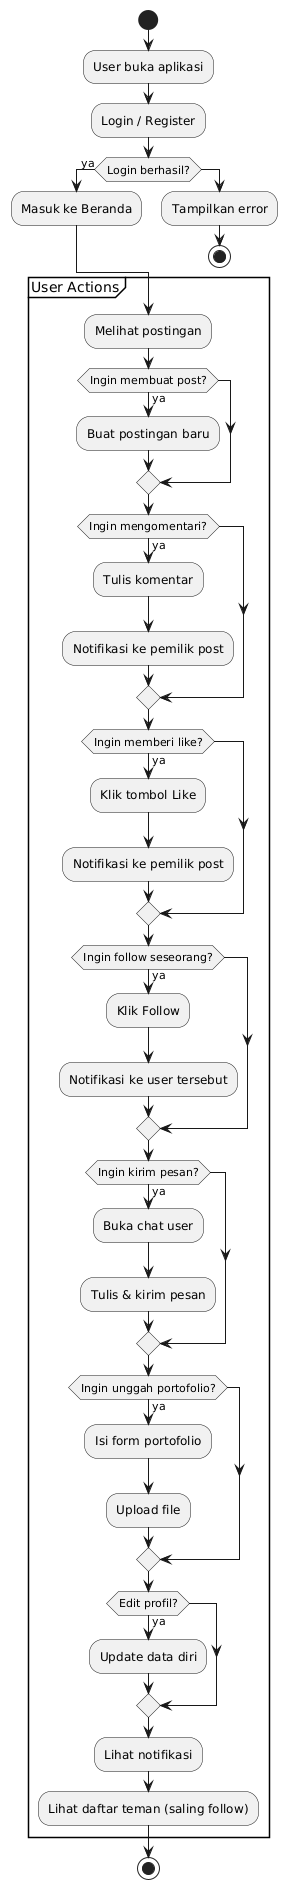 User buka aplikasi
Login / Register
Login berhasil?
ya
Masuk ke Beranda
Tampilkan error
User Actions
Melihat postingan
Ingin membuat post?
ya
Buat postingan baru
Ingin mengomentari?
ya
Tulis komentar
Notifikasi ke pemilik post
Ingin memberi like?
ya
Klik tombol Like
Notifikasi ke pemilik post
Ingin follow seseorang?
ya
Klik Follow
Notifikasi ke user tersebut
Ingin kirim pesan?
ya
Buka chat user
Tulis & kirim pesan
Ingin unggah portofolio?
ya
Isi form portofolio
Upload file
Edit profil?
ya
Update data diri
Lihat notifikasi
Lihat daftar teman (saling follow)